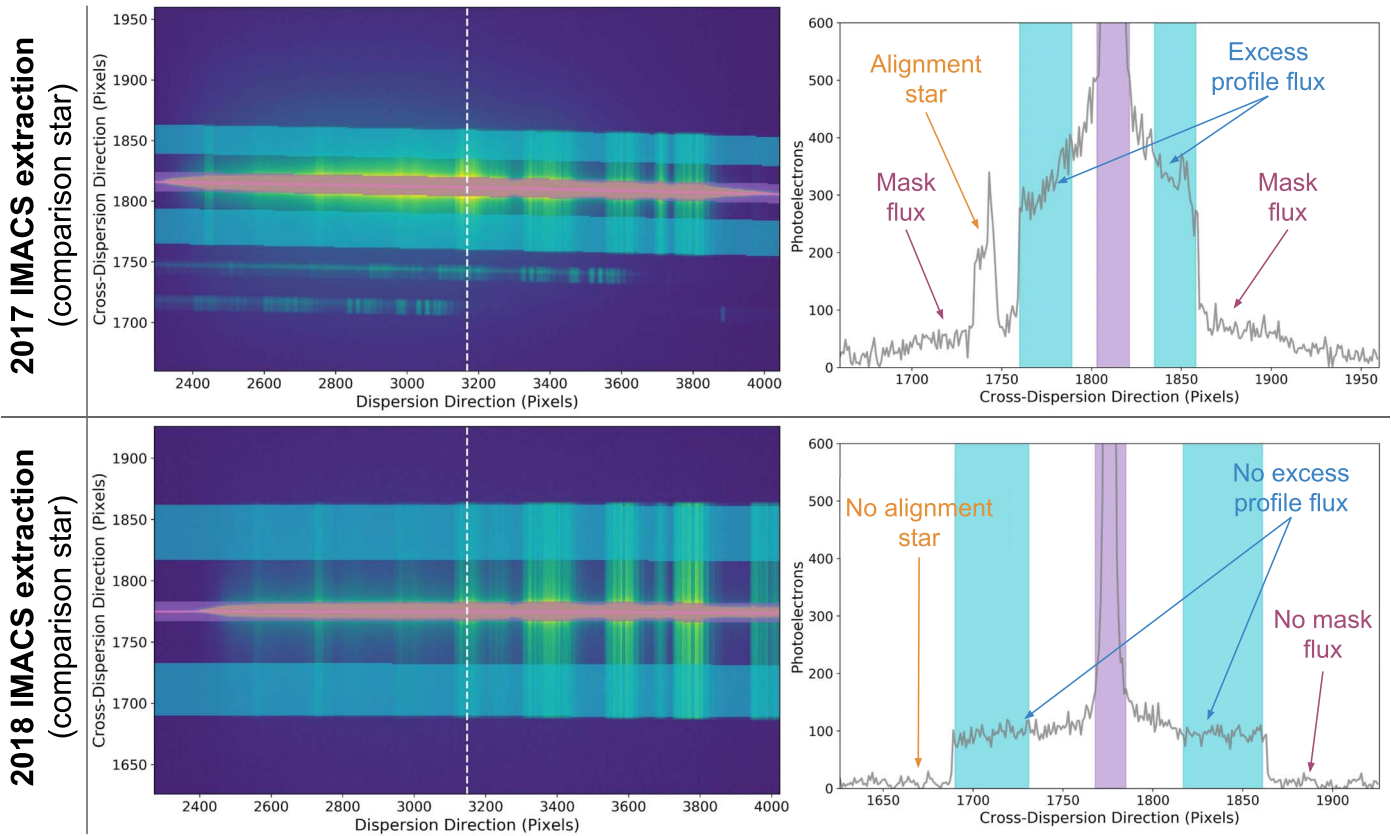 2017 IMACS extraction
(comparison star)
Cross-Dispersion Direction (Pixels)
1950
1900
1850
1800
1750
1700
2400 2600 2800 3000 3200 3400 3600 3800 4000
Dispersion Direction (Pixels)
Photoelectrons
600
500
400
300
200
100
0
Alignment
star
Excess
profile flux
Mask
flux
Mask
flux
1700 1750 1800 1850 1900 1950
Cross-Dispersion Direction (Pixels)
2018 IMACS extraction
(comparison star)
Cross-Dispersion Direction (Pixels)
1900
1850
1800
1750
1700
1650
2400 2600 2800 3000 3200 3400 3600 3800 4000
Dispersion Direction (Pixels)
Photoelectrons
600
500
400
300
200
100
0
No alignment
star
No excess
profile flux
No mask
flux
1650 1700 1750 1800 1850 1900
Cross-Dispersion Direction (Pixels)